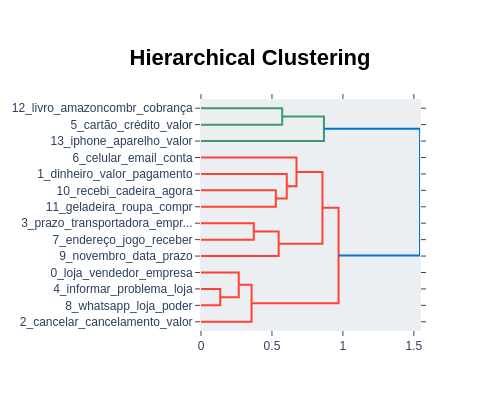 Hierarchical Clustering
12_livro_amazoncombr_cobrança
5_cartão_crédito_valor
13_iphone_aparelho_valor
6_celular_email_conta
1_dinheiro_valor_pagamento
10_recebi_cadeira_agora
11_geladeira_roupa_compr
3_prazo_transportadora_empr...
7_endereço_jogo_receber
9_novembro_data_prazo
0_loja_vendedor_empresa
4_informar_problema_loja
8_whatsapp_loja_poder
2_cancelar_cancelamento_valor
0 0.5 1 1.5